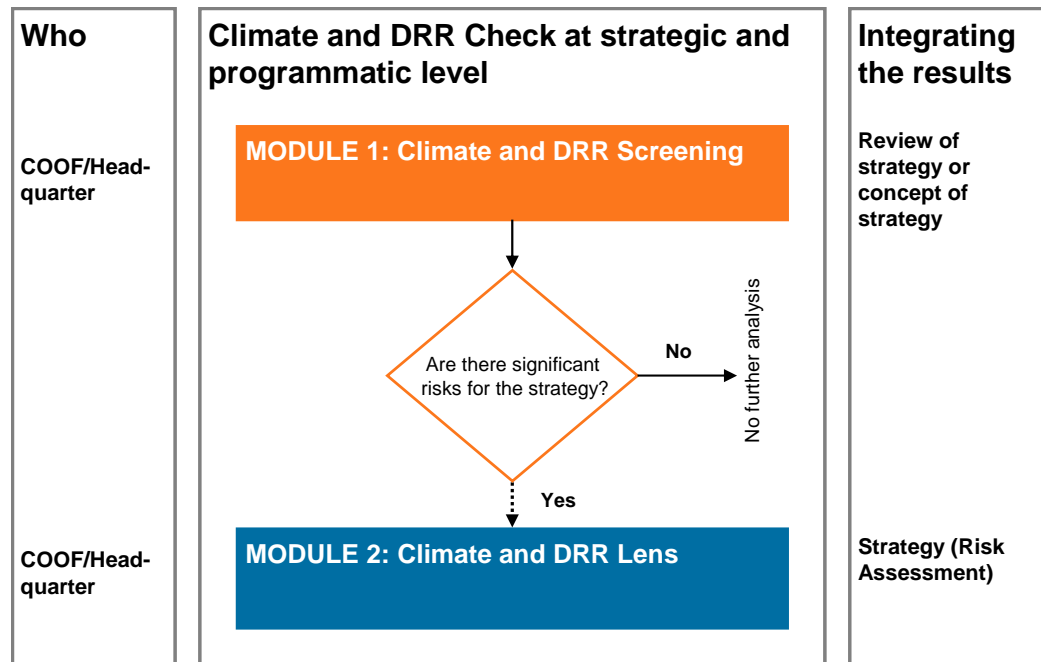 Who
COOF/Head-
quarter
COOF/Head-
quarter
Climate and DRR Check at strategic and
programmatic level
MODULE 1: Climate and DRR Screening
Are there significant
risks for the strategy?
No
No further analysis
Yes
MODULE 2: Climate and DRR Lens
Integrating
the results
Review of
strategy or
concept of
strategy
Strategy (Risk
Assessment)